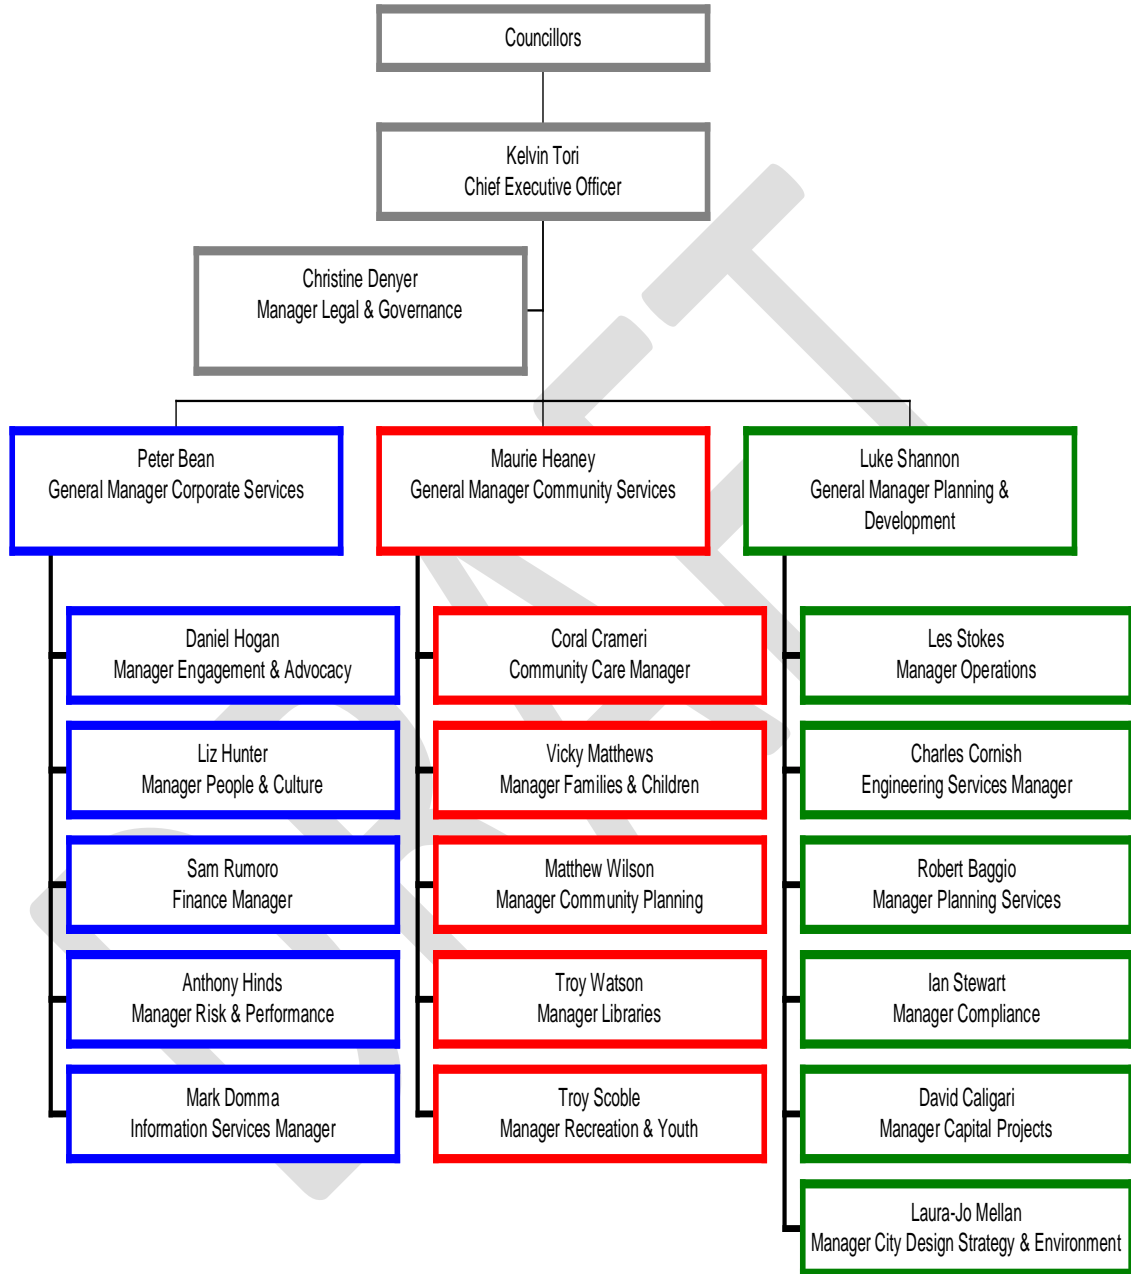 Councillors
Kelvin Tori
Chief Executive Officer
Christine Denyer
Manager Legal & Governance
Peter Bean
General Manager Corporate Services
Maurie Heaney
General Manager Community Services
Luke Shannon
General Manager Planning &
Development
Daniel Hogan
Manager Engagement & Advocacy
Liz Hunter
Manager People & Culture
Sam Rumoro
Finance Manager
Anthony Hinds
Manager Risk & Performance
Mark Domma
Information Services Manager
Coral Crameri
Community Care Manager
Vicky Matthews
Manager Families & Children
Matthew Wilson
Manager Community Planning
Troy Watson
Manager Libraries
Troy Scoble
Manager Recreation & Youth
Les Stokes
Manager Operations
Charles Cornish
Engineering Services Manager
Robert Baggio
Manager Planning Services
Ian Stewart
Manager Compliance
David Caligari
Manager Capital Projects
Laura-Jo Mellan
Manager City Design Strategy & Environment
DRAFT